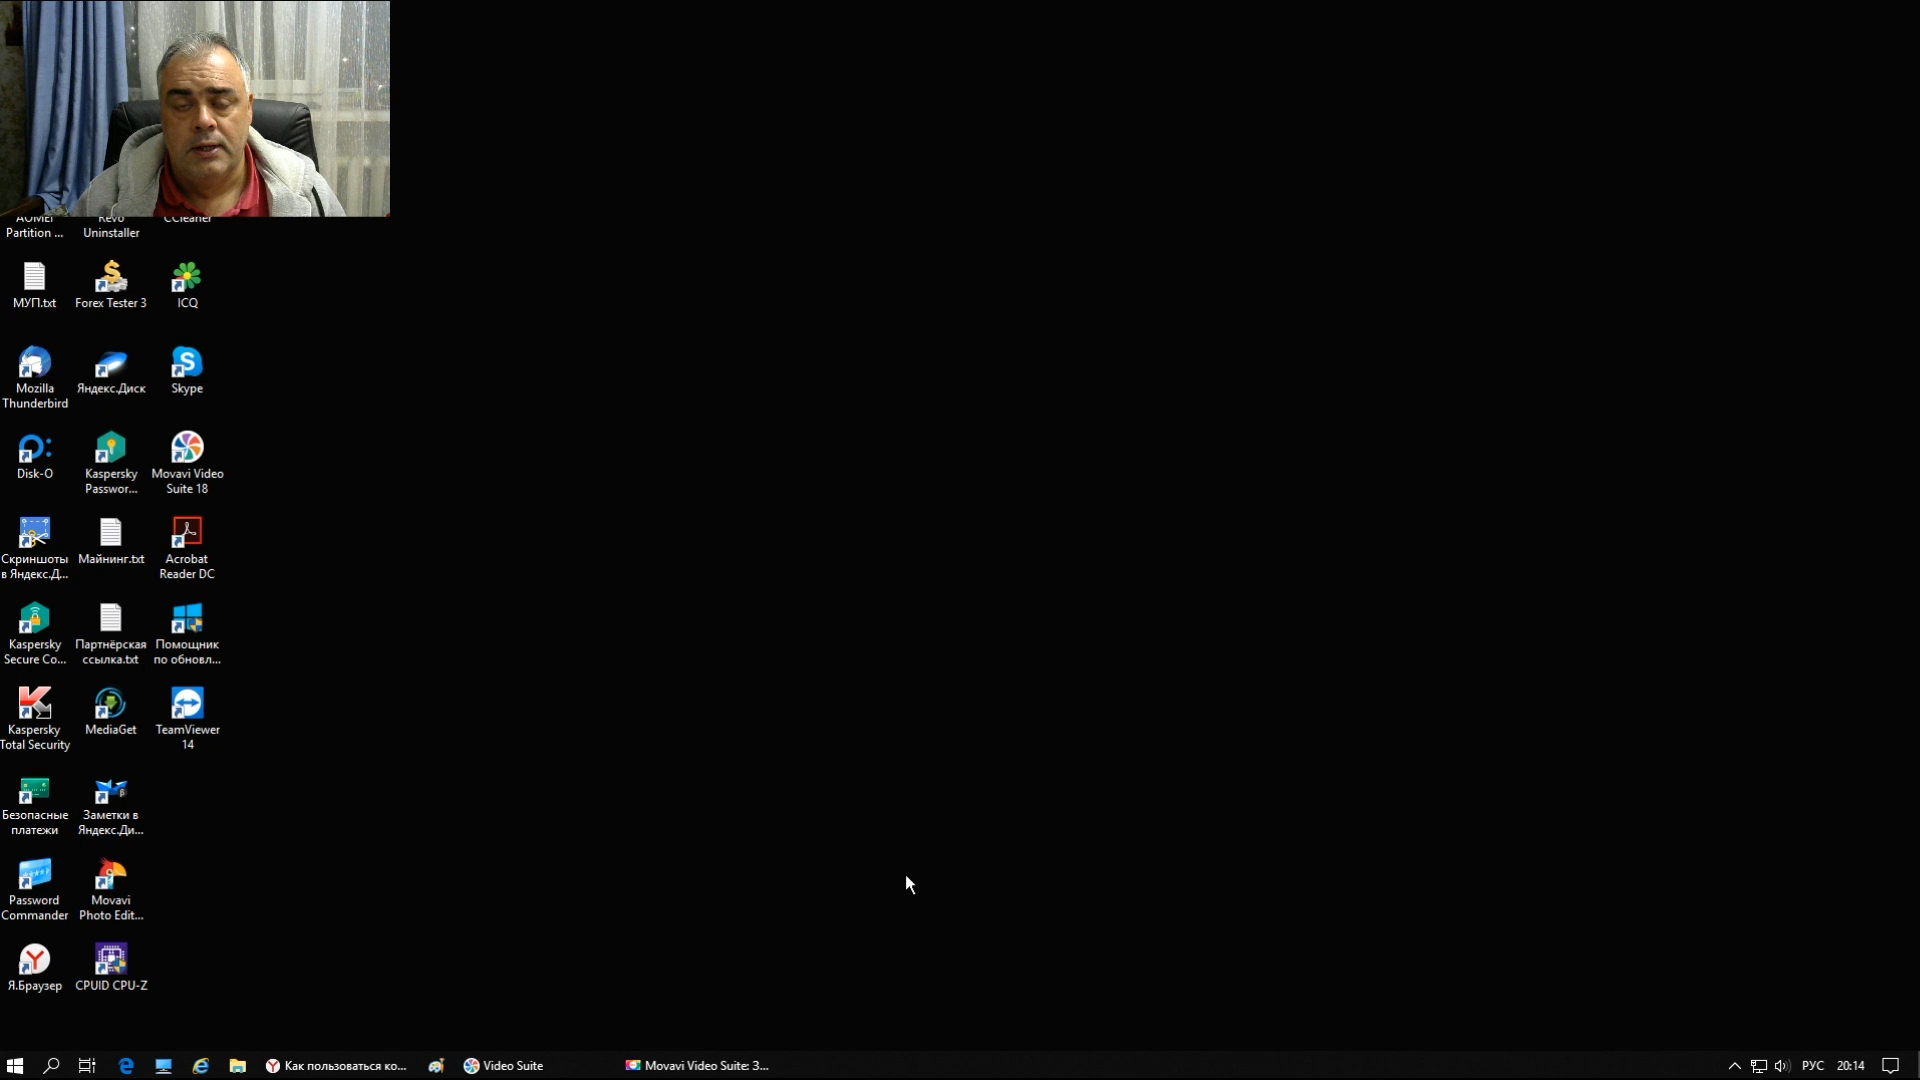 AOMEI
Partition ...
Revo
Uninstaller
CCleaner
МУП.txt
Forex Tester 3
ICQ
Mozilla
Thunderbird
Яндекс.Диск
Skype
Disk-O
Kaspersky
Passwor...
Movavi Video
Suite 18
Скриншоты
в Яндекс.Д...
Майнинг.txt
Acrobat
Reader DC
Kaspersky
Secure Co...
Партнёрская
ссылка.txt
Помощник
по обновл...
Kaspersky
Total Security
MediaGet
TeamViewer
14
Безопасные
платежи
Заметки в
Яндекс.Ди...
Password
Commander
Movavi
Photo Edit...
Я.Браузер
CPUID CPU-Z
Как пользоваться ко...
Video Suite
Movavi Video Suite: З...
РУС
20:14